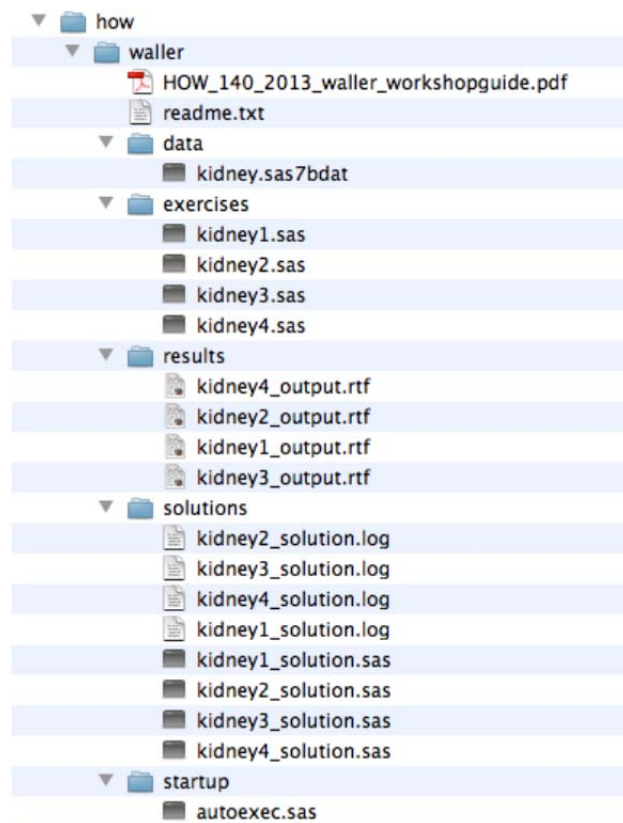 how
waller
HOW_140_2013_waller_workshopguide.pdf
readme.txt
data
kidney.sas7bdat
exercises
kidney1.sas
kidney2.sas
kidney3.sas
kidney4.sas
results
kidney4_output.rtf
kidney2_output.rtf
kidney1_output.rtf
kidney3_output.rtf
solutions
kidney2_solution.log
kidney3_solution.log
kidney4_solution.log
kidney1_solution.log
kidney1_solution.sas
kidney2_solution.sas
kidney3_solution.sas
kidney4_solution.sas
startup
autoexec.sas